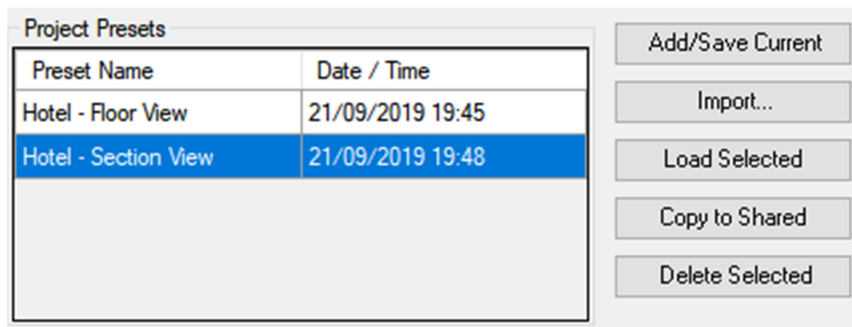 Project Presets
Preset Name Date / Time
Hotel - Floor View 21/09/2019 19:45
Hotel - Section View 21/09/2019 19:48
Add/Save Current
Import...
Load Selected
Copy to Shared
Delete Selected